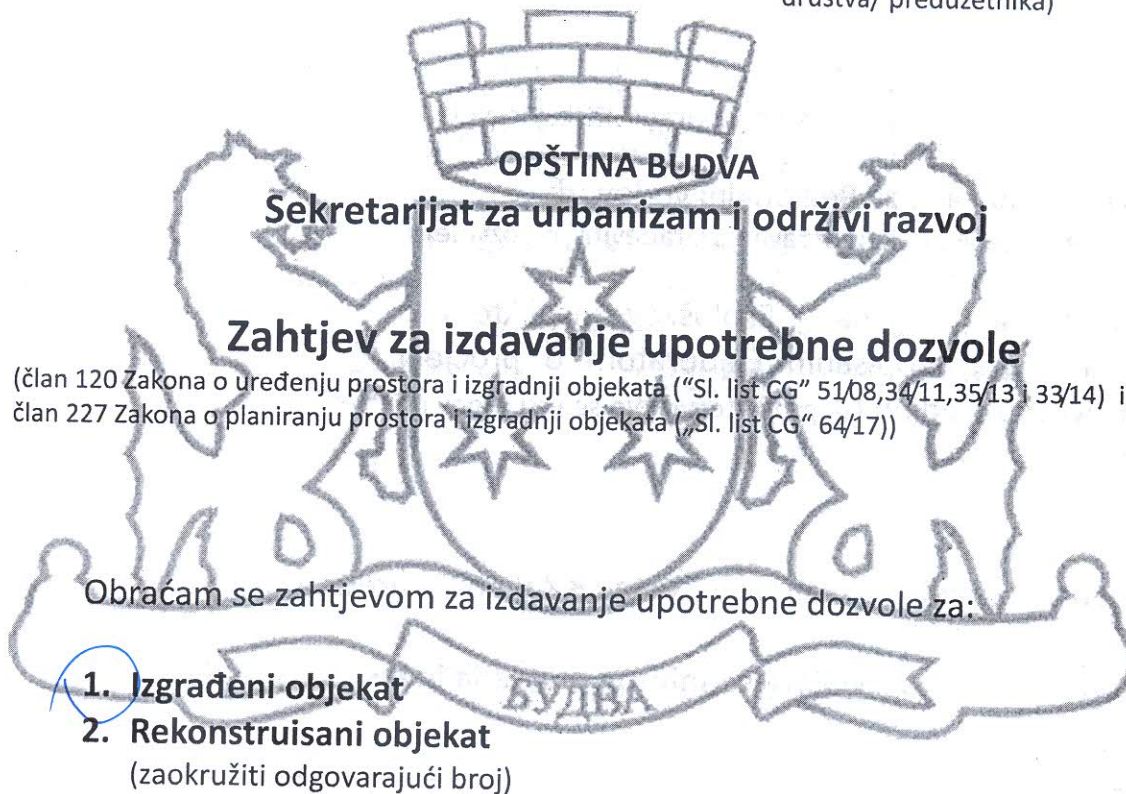 društva/ preduzetnika)
OPŠTINA BUDVA
Sekretarijat za urbanizam i održivi razvoj
Zahtjev za izdavanje upotrebne dozvole
(član 120 Zakona o uređenju prostora i izgradnji objekata (“Sl. list CG” 51/08,34/11,35/13 i 33/14) i
član 227 Zakona o planiranju prostora i izgradnji objekata („Sl. list CG“ 64/17))
Obraćam se zahtjevom za izdavanje upotrebne dozvole za:
1. Izgrađeni objekat
БУДВА
2. Rekonstruisani objekat
(zaokružiti odgovarajući broj)